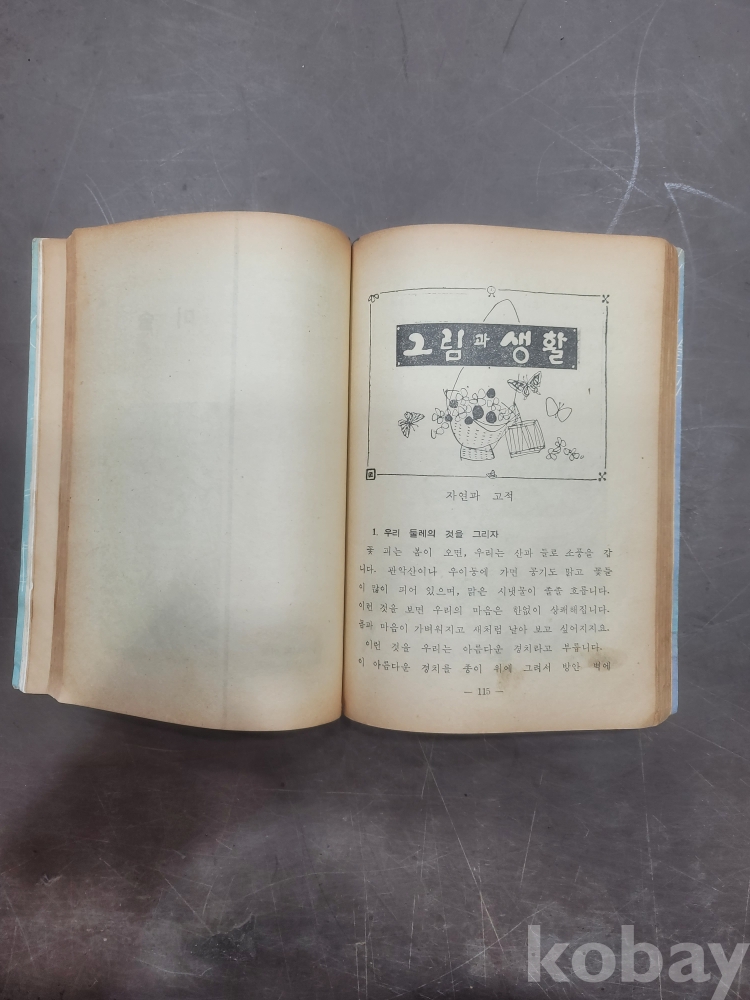 그림과 생활
자연과 고적
1. 우리 둘레의 것을 그리자
꽃 피는 봄이 오면, 우리는 산과 들로 소풍을 갑
니다. 관악산이나 우이동에 가면 공기도 맑고 꽃들
이 많이 피어 있으며, 맑은 시냇물이 졸졸 흐릅니다.
이런 것을 보면 우리의 마음은 한없이 상쾌해집니다.
몸과 마음이 가벼워지고 새처럼 날아 보고 싶어지지요.
이런 것을 우리는 아름다운 경치라고 부릅니다.
이 아름다운 경치를 종이 위에 그려서 방안 벽에
— 115 —
kobay